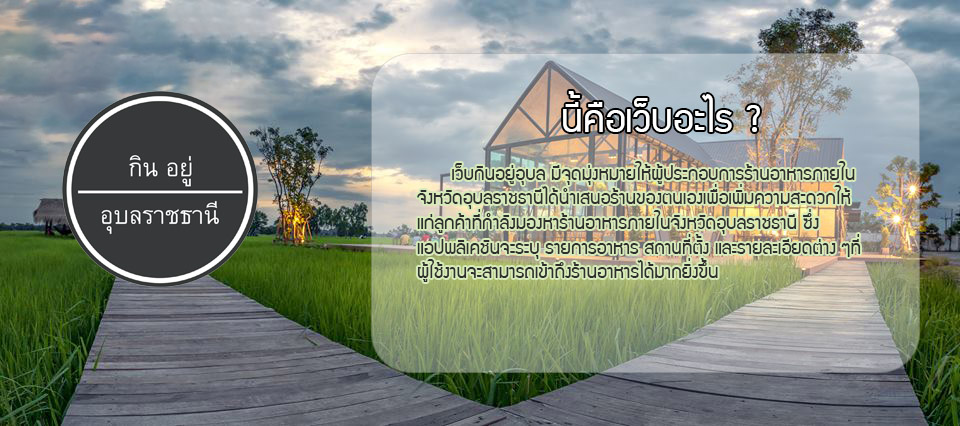 กิน อยู่
อุบลราชธานี
นี้คือเว็บอะไร ?
เว็บกินอยู่อุบล มีจุดมุ่งหมายให้ผู้ประกอบการร้านอาหารภายใน
จังหวัดอุบลราชธานีได้นำเสนอร้านของตนเองเพื่อเพิ่มความสะดวกให้
แก่ลูกค้าที่กำลังมองหาร้านอาหารภายในจังหวัดอุบลราชธานี ซึ่ง
แอปพลิเคชันจะระบุ รายการอาหาร สถานที่ตั้ง และรายละเอียดต่าง ๆที่
ผู้ใช้งานจะสามารถเข้าถึงร้านอาหารได้มากยิ่งขึ้น